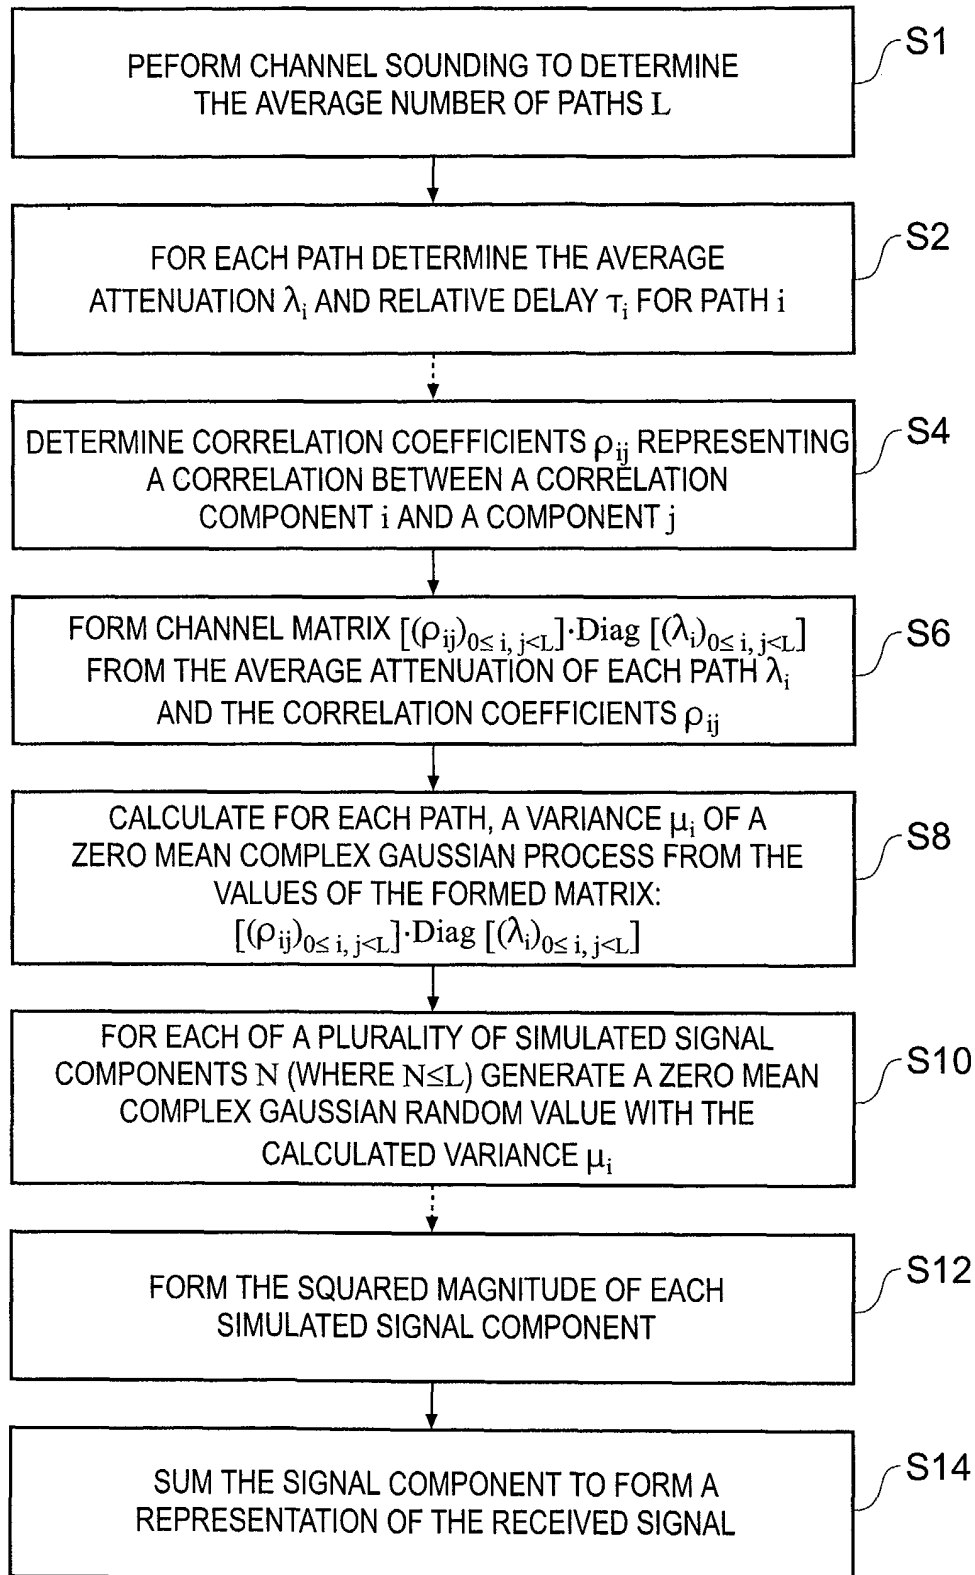 PEFORM CHANNEL SOUNDING TO DETERMINE
THE AVERAGE NUMBER OF PATHS L
S1
FOR EACH PATH DETERMINE THE AVERAGE
ATTENUATION λi AND RELATIVE DELAY τi FOR PATH i
S2
DETERMINE CORRELATION COEFFICIENTS ρij REPRESENTING
A CORRELATION BETWEEN A CORRELATION
COMPONENT i AND A COMPONENT j
S4
FORM CHANNEL MATRIX [(ρij)0≤ i, j<L]·Diag [(λi)0≤ i, j<L]
FROM THE AVERAGE ATTENUATION OF EACH PATH λi
AND THE CORRELATION COEFFICIENTS ρij
S6
CALCULATE FOR EACH PATH, A VARIANCE μi OF A
ZERO MEAN COMPLEX GAUSSIAN PROCESS FROM THE
VALUES OF THE FORMED MATRIX:
[(ρij)0≤ i, j<L]·Diag [(λi)0≤ i, j<L]
S8
FOR EACH OF A PLURALITY OF SIMULATED SIGNAL
COMPONENTS N (WHERE N≤L) GENERATE A ZERO MEAN
COMPLEX GAUSSIAN RANDOM VALUE WITH THE
CALCULATED VARIANCE μi
S10
FORM THE SQUARED MAGNITUDE OF EACH
SIMULATED SIGNAL COMPONENT
S12
SUM THE SIGNAL COMPONENT TO FORM A
REPRESENTATION OF THE RECEIVED SIGNAL
S14